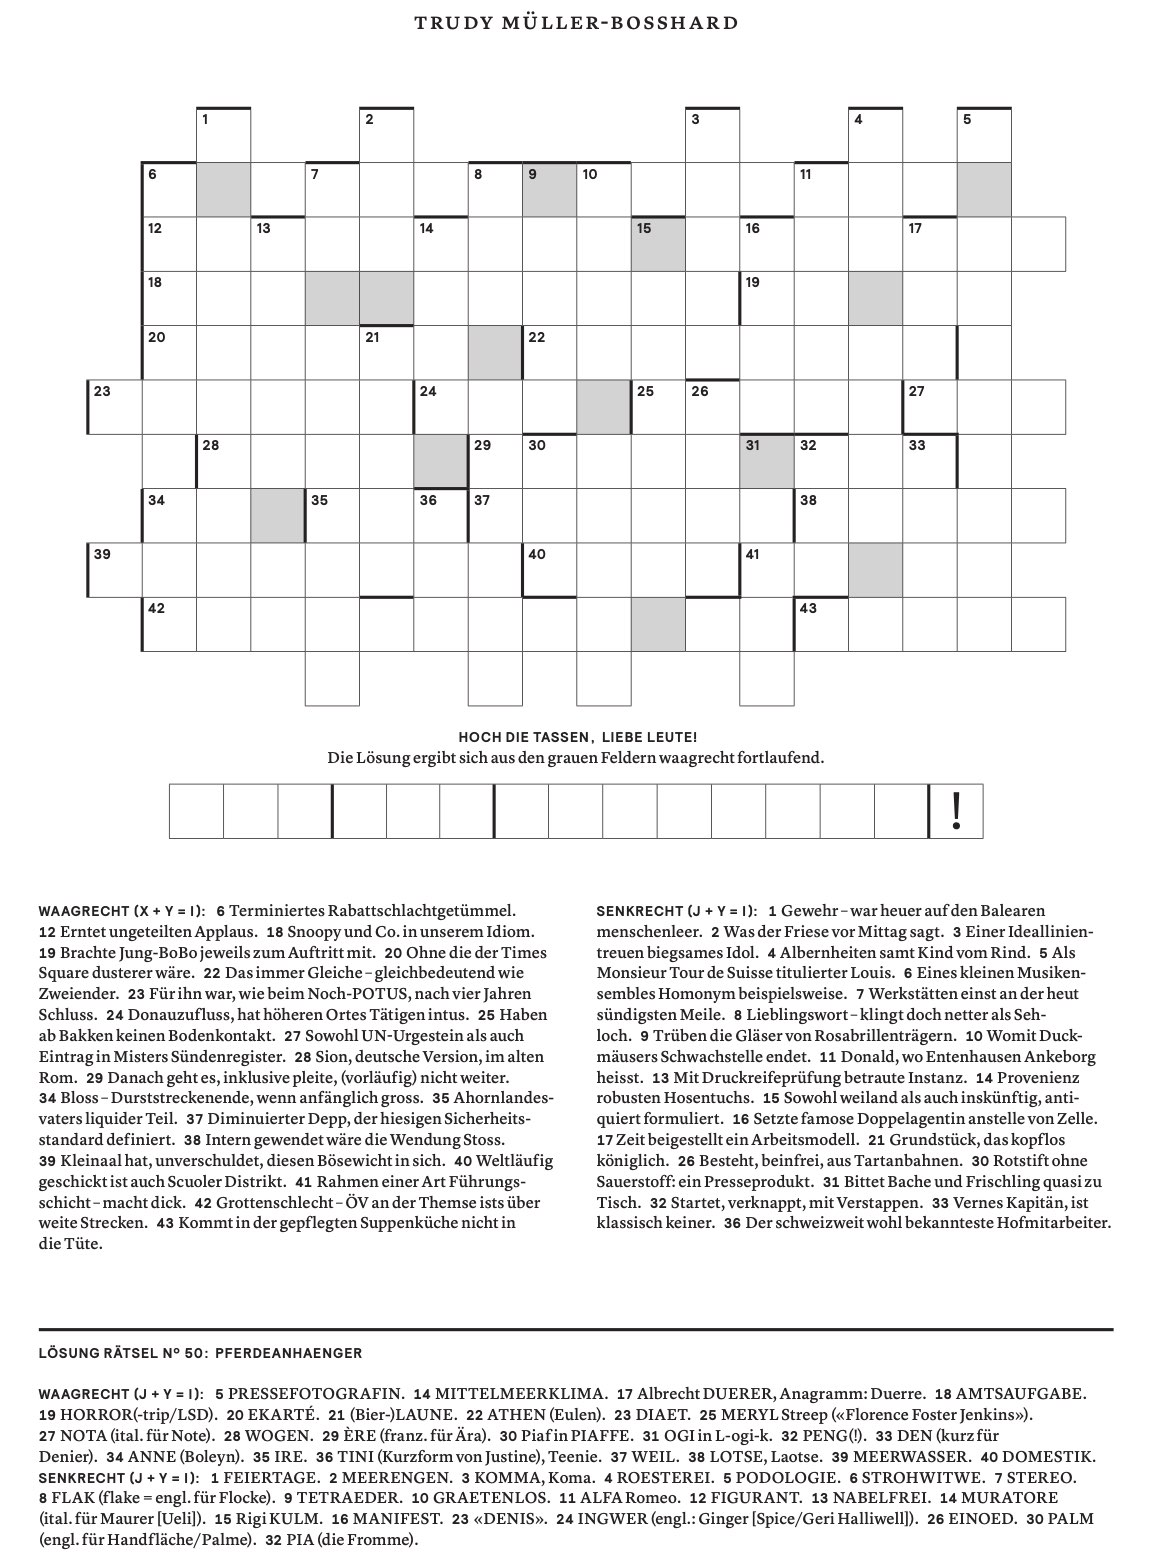 TRUDY MÜLLER-BOSSHARD
1 2 3 4 5
6 7 8 9 10 11
12 13 14 15 16 17
18 19
20 21 22
23 24 25 26 27
28 29 30 31 32 33
34 35 36 37 38
39 40 41
42 43
HOCH DIE TASSEN, LIEBE LEUTE!
Die Lösung ergibt sich aus den grauen Feldern waagrecht fortlaufend.
!
WAAGRECHT (X + Y = I): 6 Terminiertes Rabattschlachtgetümmel.
12 Erntet ungeteilten Applaus. 18 Snoopy und Co. in unserem Idiom.
19 Brachte Jung-BoBo jeweils zum Auftritt mit. 20 Ohne die der Times
Square dusterer wäre. 22 Das immer Gleiche – gleichbedeutend wie
Zweiender. 23 Für ihn war, wie beim Noch-POTUS, nach vier Jahren
Schluss. 24 Donauzufluss, hat höheren Ortes Tätigen intus. 25 Haben
ab Bakken keinen Bodenkontakt. 27 Sowohl UN-Urgestein als auch
Eintrag in Misters Sündenregister. 28 Sion, deutsche Version, im alten
Rom. 29 Danach geht es, inklusive pleite, (vorläufig) nicht weiter.
34 Bloss – Durststreckenende, wenn anfänglich gross. 35 Ahornlandes-
vaters liquider Teil. 37 Diminuierter Depp, der hiesigen Sicherheits-
standard definiert. 38 Intern gewendet wäre die Wendung Stoss.
39 Kleinaal hat, unverschuldet, diesen Bösewicht in sich. 40 Weltläufig
geschickt ist auch Scuoler Distrikt. 41 Rahmen einer Art Führungs-
schicht – macht dick. 42 Grottenschlecht – ÖV an der Themse ists über
weite Strecken. 43 Kommt in der gepflegten Suppenküche nicht in
die Tüte.
SENKRECHT (J + Y = I): 1 Gewehr – war heuer auf den Balearen
menschenleer. 2 Was der Friese vor Mittag sagt. 3 Einer Ideallinien-
treuen biegsames Idol. 4 Albernheiten samt Kind vom Rind. 5 Als
Monsieur Tour de Suisse titulierter Louis. 6 Eines kleinen Musiken-
sembles Homonym beispielsweise. 7 Werkstätten einst an der heut
sündigsten Meile. 8 Lieblingswort – klingt doch netter als Seh-
loch. 9 Trüben die Gläser von Rosabrillenträgern. 10 Womit Duck-
mäusers Schwachstelle endet. 11 Donald, wo Entenhausen Ankeborg
heisst. 13 Mit Druckreifeprüfung betraute Instanz. 14 Provenienz
robusten Hosentuchs. 15 Sowohl weiland als auch inskünftig, anti-
quiert formuliert. 16 Setzte famose Doppelagentin anstelle von Zelle.
17 Zeit beigestellt ein Arbeitsmodell. 21 Grundstück, das kopflos
königlich. 26 Besteht, beinfrei, aus Tartanbahnen. 30 Rotstift ohne
Sauerstoff: ein Presseprodukt. 31 Bittet Bache und Frischling quasi zu
Tisch. 32 Startet, verknappt, mit Verstappen. 33 Vernes Kapitän, ist
klassisch keiner. 36 Der schweizweit wohl bekannteste Hofmitarbeiter.
LÖSUNG RÄTSEL Nº 50: PFERDEANHAENGER
WAAGRECHT (J + Y = I): 5 PRESSEFOTOGRAFIN. 14 MITTELMEERKLIMA. 17 Albrecht DUERER, Anagramm: Duerre. 18 AMTSAUFGABE.
19 HORROR(-trip/LSD). 20 EKARTÉ. 21 (Bier-)LAUNE. 22 ATHEN (Eulen). 23 DIAET. 25 MERYL Streep («Florence Foster Jenkins»).
27 NOTA (ital. für Note). 28 WOGEN. 29 ÈRE (franz. für Ära). 30 Piaf in PIAFFE. 31 OGI in L-ogi-k. 32 PENG(!). 33 DEN (kurz für
Denier). 34 ANNE (Boleyn). 35 IRE. 36 TINI (Kurzform von Justine), Teenie. 37 WEIL. 38 LOTSE, Laotse. 39 MEERWASSER. 40 DOMESTIK.
SENKRECHT (J + Y = I): 1 FEIERTAGE. 2 MEERENGEN. 3 KOMMA, Koma. 4 ROESTEREI. 5 PODOLOGIE. 6 STROHWITWE. 7 STEREO.
8 FLAK (flake = engl. für Flocke). 9 TETRAEDER. 10 GRAETENLOS. 11 ALFA Romeo. 12 FIGURANT. 13 NABELFREI. 14 MURATORE
(ital. für Maurer [Ueli]). 15 Rigi KULM. 16 MANIFEST. 23 «DENIS». 24 INGWER (engl.: Ginger [Spice/Geri Halliwell]). 26 EINOED. 30 PALM
(engl. für Handfläche/Palme). 32 PIA (die Fromme).